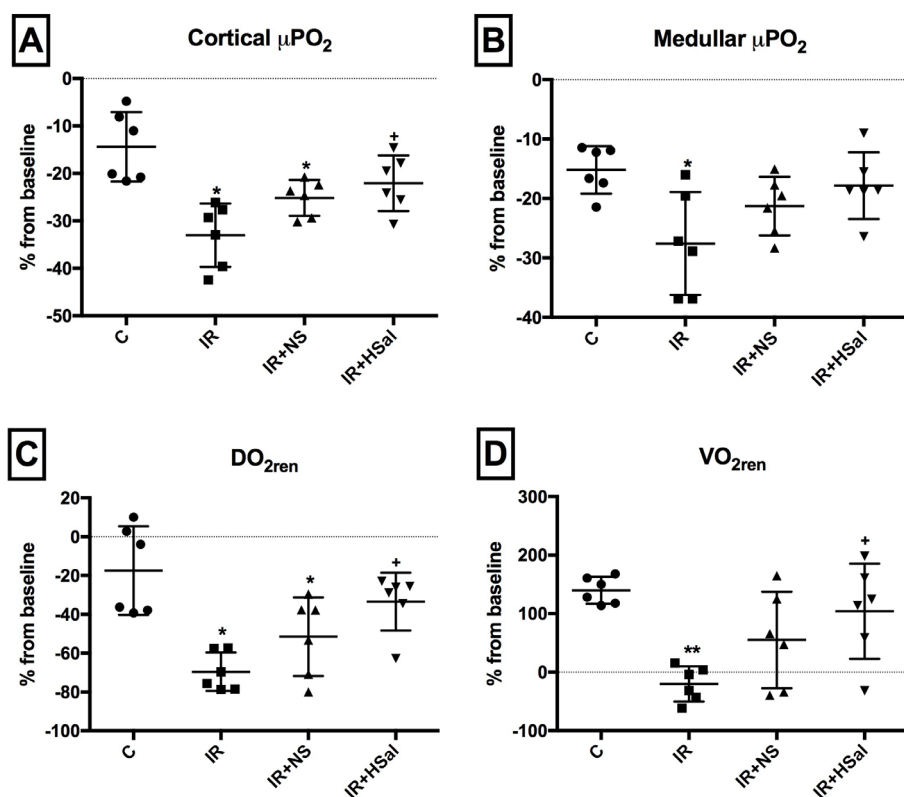 A
Cortical μPO₂
% from baseline
0
-10
-20
-30
-40
-50
*
*
+
C
IR
IR+NS
IR+HSal
B
Medullar μPO₂
% from baseline
0
-10
-20
-30
-40
*
C
IR
IR+NS
IR+HSal
C
DO₂ren
% from baseline
20
0
-20
-40
-60
-80
-100
*
*
+
C
IR
IR+NS
IR+HSal
D
VO₂ren
% from baseline
300
200
100
0
-100
**
+
C
IR
IR+NS
IR+HSal